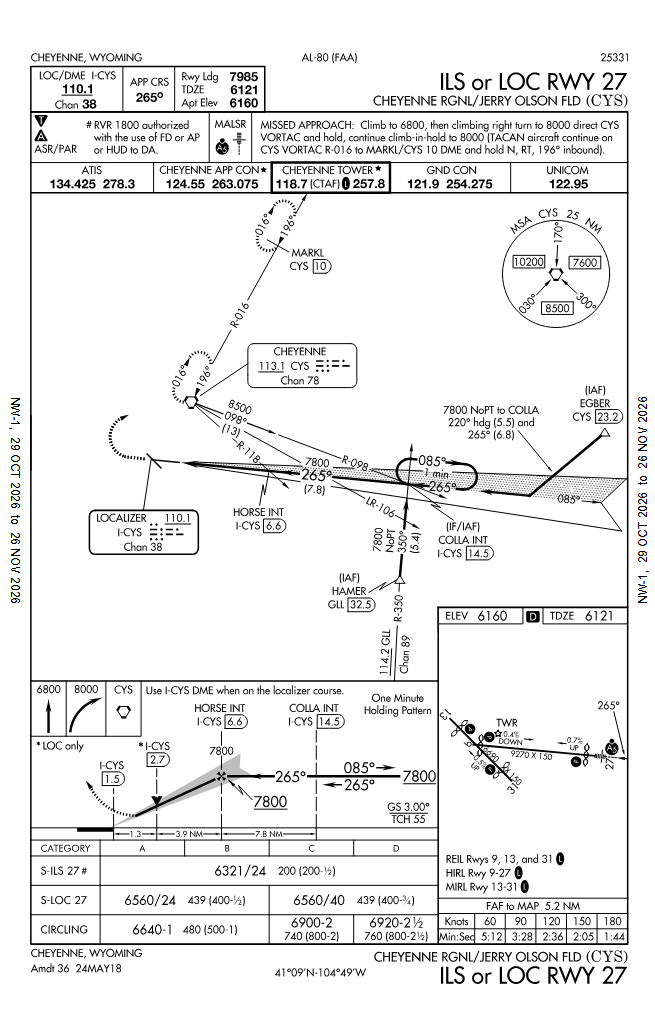 CHEYENNE, WYOMING
AL-80 (FAA)
25331
LOC/DME I-CYS
110.1
Chan 38
APP CRS
265°
Rwy Ldg 7985
TDZE 6121
Apt Elev 6160
ILS or LOC RWY 27
CHEYENNE RGNL/JERRY OLSON FLD (CYS)
T
A
ASR/PAR
# RVR 1800 authorized
with the use of FD or AP
or HUD to DA.
MALSR
A5
MISSED APPROACH: Climb to 6800, then climbing right turn to 8000 direct CYS
VORTAC and hold, continue climb-in-hold to 8000 (TACAN aircraft continue on
CYS VORTAC R-016 to MARKL/CYS 10 DME and hold N, RT, 196° inbound).
ATIS
134.425 278.3
CHEYENNE APP CON★
124.55 263.075
CHEYENNE TOWER★
118.7 (CTAF) L 257.8
GND CON
121.9 254.275
UNICOM
122.95
016°
196°
MARKL
CYS 10
R-016
MSA CYS 25 NM
170°
10200
7600
8500
030°
300°
CHEYENNE
113.1 CYS
Chan 78
016°
196°
8500
098°
(13)
R-118
R-098
7800
265°
(7.8)
LR-106
085°
1 min
265°
085°
7800 NoPT to COLLA
220° hdg (5.5) and
265° (6.8)
(IAF)
EGBER
CYS 23.2
LOCALIZER 110.1
I-CYS
Chan 38
HORSE INT
I-CYS 6.6
(IF/IAF)
COLLA INT
I-CYS 14.5
7800
NoPT
350°
(5.4)
(IAF)
HAMER
GLL 32.5
R-350
114.2 GLL
Chan 89
NW-1, 29 OCT 2026 to 26 NOV 2026
NW-1, 29 OCT 2026 to 26 NOV 2026
ELEV 6160
D
TDZE 6121
265°
TWR
0.4%
DOWN
0.7%
UP
9270 X 150
0.5%
UP
13
9
27
31
A5
REIL Rwys 9, 13, and 31 L
HIRL Rwy 9-27 L
MIRL Rwy 13-31 L
FAF to MAP 5.2 NM
Knots 60 90 120 150 180
Min:Sec 5:12 3:28 2:36 2:05 1:44
6800
8000
CYS
Use I-CYS DME when on the localizer course.
HORSE INT
I-CYS 6.6
COLLA INT
I-CYS 14.5
One Minute
Holding Pattern
* LOC only
I-CYS
1.5
* I-CYS
2.7
7800
265°
085°
265°
7800
7800
GS 3.00°
TCH 55
1.3
3.9 NM
7.8 NM
CATEGORY A B C D
S-ILS 27 # 6321/24 200 (200-½)
S-LOC 27 6560/24 439 (400-½) 6560/40 439 (400-¾)
CIRCLING 6640-1 480 (500-1) 6900-2 740 (800-2) 6920-2½ 760 (800-2½)
CHEYENNE, WYOMING
Amdt 36 24MAY18
41°09'N-104°49'W
CHEYENNE RGNL/JERRY OLSON FLD (CYS)
ILS or LOC RWY 27